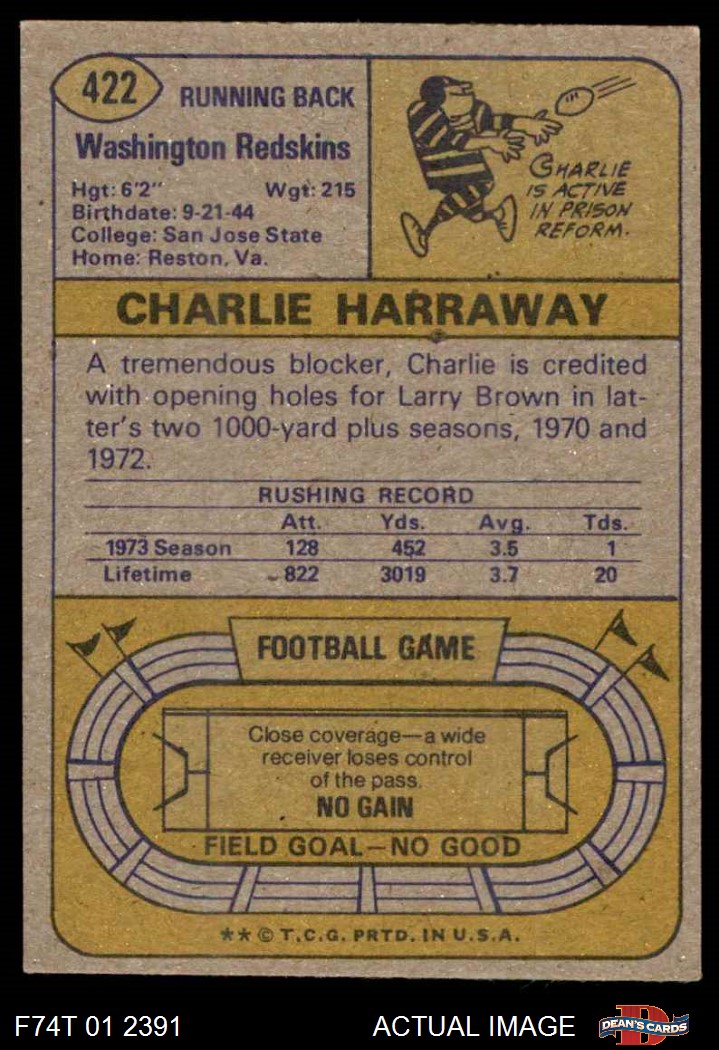 422
RUNNING BACK
Washington Redskins
Hgt: 6'2" Wgt: 215
Birthdate: 9-21-44
College: San Jose State
Home: Reston, Va.
CHARLIE
IS ACTIVE
IN PRISON
REFORM.
CHARLIE HARRAWAY
A tremendous blocker, Charlie is credited
with opening holes for Larry Brown in lat-
ter's two 1000-yard plus seasons, 1970 and
1972.
RUSHING RECORD
Att. Yds. Avg. Tds.
1973 Season 128 452 3.5 1
Lifetime 822 3019 3.7 20
FOOTBALL GAME
Close coverage—a wide
receiver loses control
of the pass.
NO GAIN
FIELD GOAL—NO GOOD
** © T.C.G. PRTD. IN U.S.A.
F74T 01 2391 ACTUAL IMAGE D DEAN'S CARDS